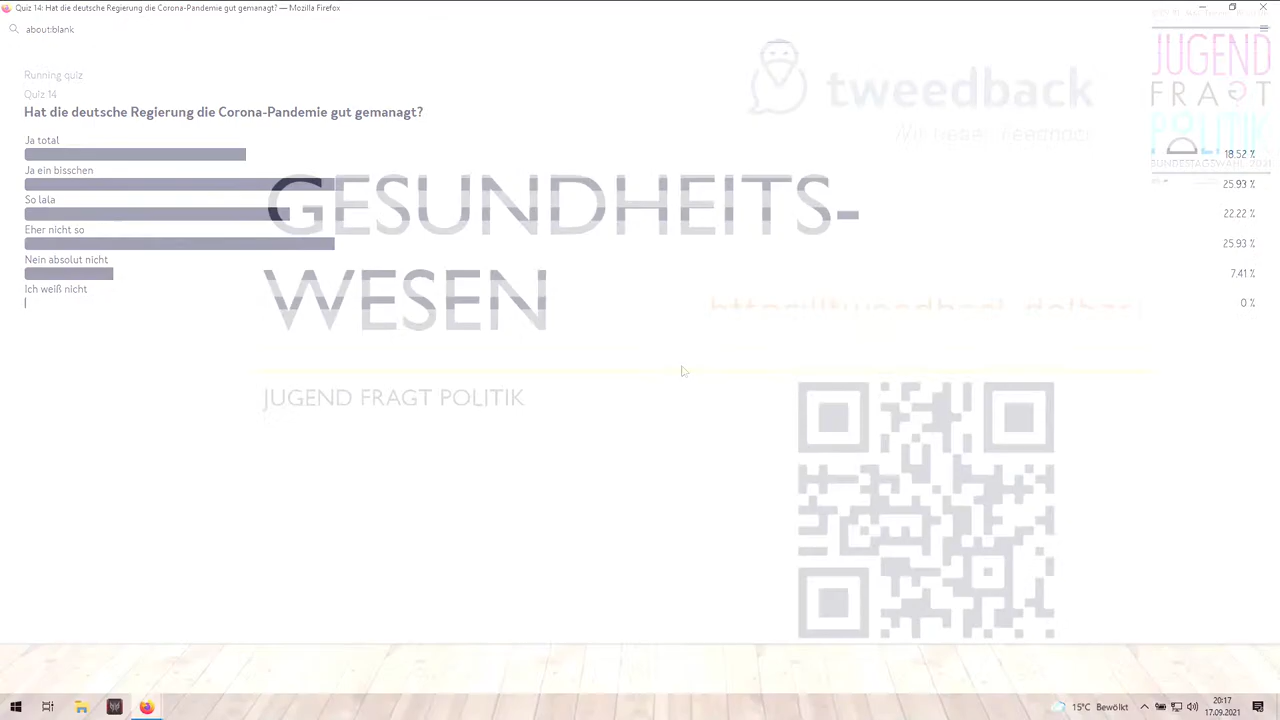 Quiz 14: Hat die deutsche Regierung die Corona-Pandemie gut gemanagt? — Mozilla Firefox
about:blank
Running quiz
Quiz 14
Hat die deutsche Regierung die Corona-Pandemie gut gemanagt?
Ja total
18.52 %
Ja ein bisschen
25.93 %
So lala
22.22 %
Eher nicht so
25.93 %
Nein absolut nicht
7.41 %
Ich weiß nicht
0 %
tweedback
JUGEND
FRAGT
POLITIK
BUNDESTAGSWAHL 2021
GESUNDHEITS-
WESEN
JUGEND FRAGT POLITIK
15°C Bewölkt
20:17
17.09.2021